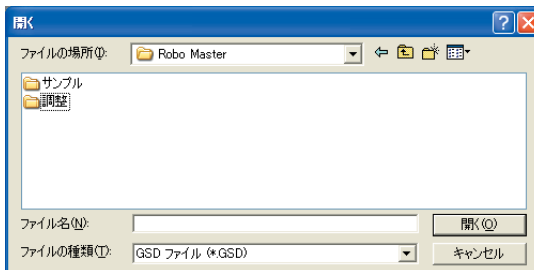 開く
ファイルの場所(I): Robo Master
サンプル
調整
ファイル名(N): 開く(O)
ファイルの種類(T): GSD ファイル (*.GSD) キャンセル